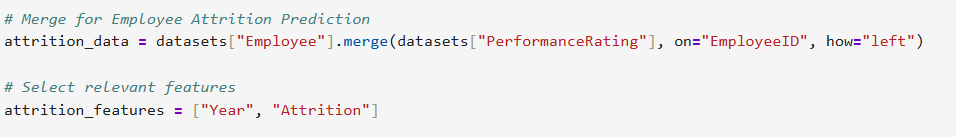 # Merge for Employee Attrition Prediction
attrition_data = datasets["Employee"].merge(datasets["PerformanceRating"], on="EmployeeID", how="left")
# Select relevant features
attrition_features = ["Year", "Attrition"]